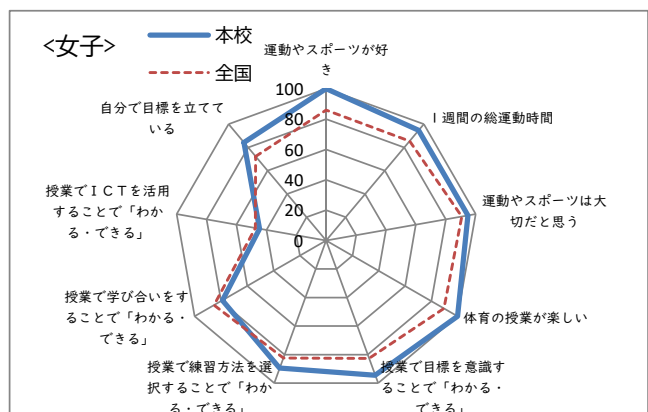 <女子>
本校
全国
運動やスポーツが好
き
1週間の総運動時間
運動やスポーツは大
切だと思う
体育の授業が楽しい
授業で目標を意識す
ることで「わかる・
できる」
授業で練習方法を選
択することで「わか
る・できる」
授業で学び合いをす
ることで「わかる・
できる」
授業でＩＣＴを活用
することで「わかる
る・できる」
自分で目標を立てて
いる
100
80
60
40
20
0